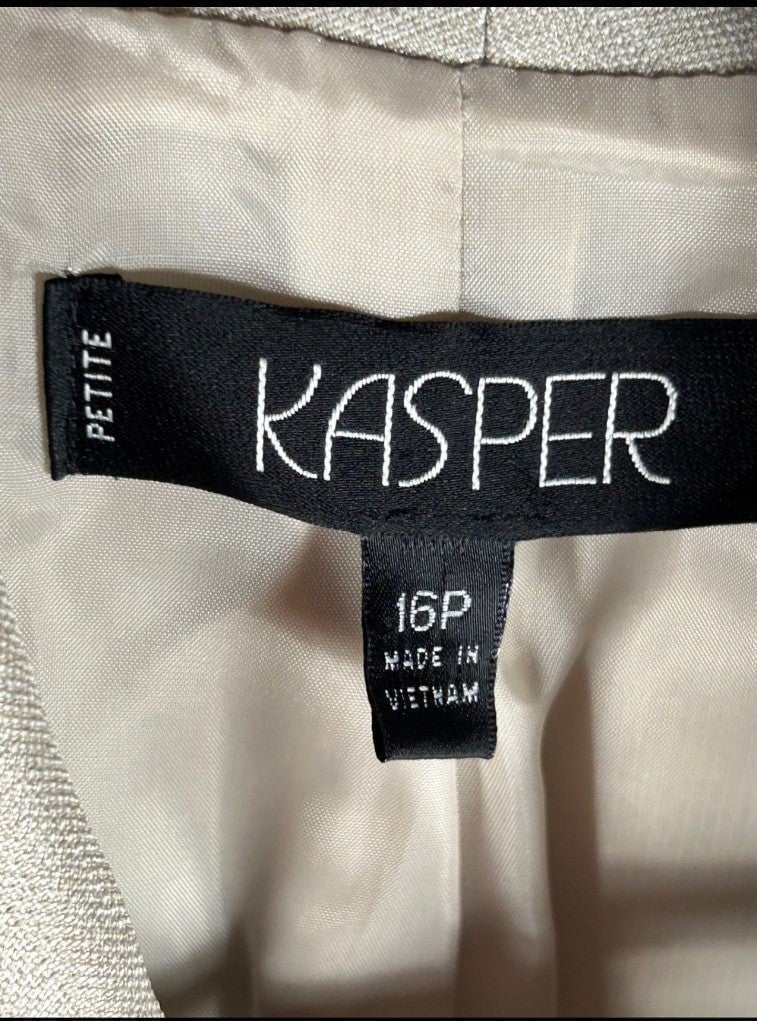 PETITE
KASPER
16P
MADE IN
VIETNAM